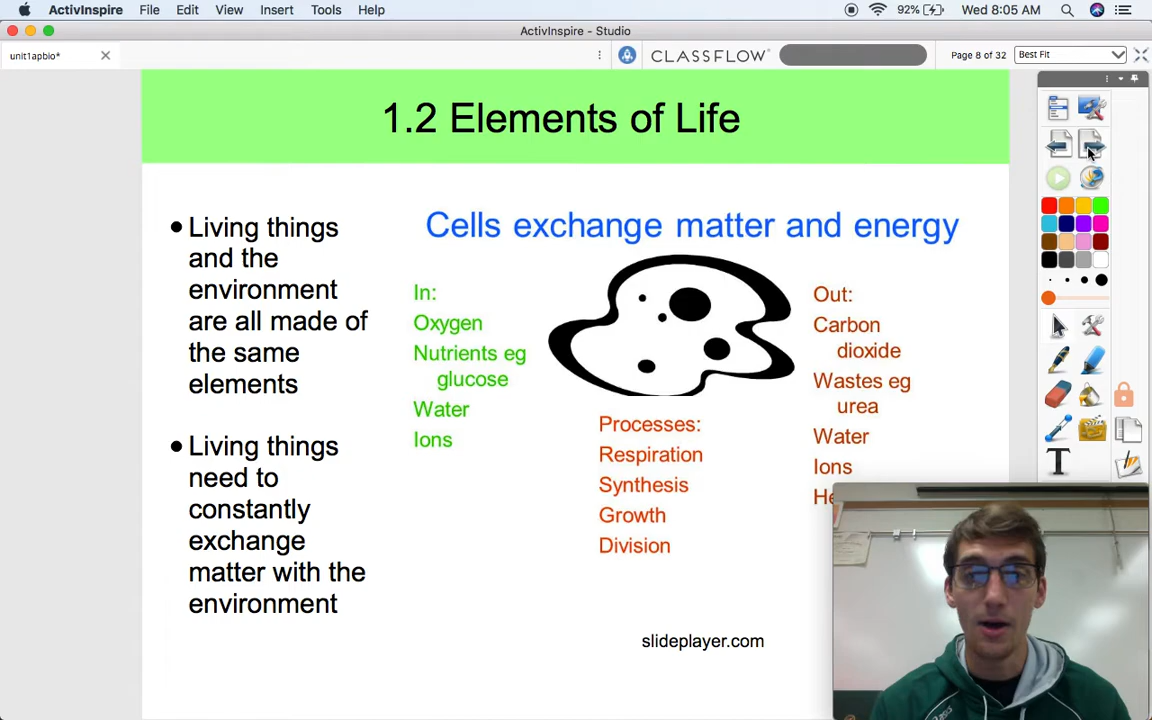 ActivInspire File Edit View Insert Tools Help 92% Wed 8:05 AM
ActivInspire - Studio
unit1apbio* CLASSFLOW Page 8 of 32 Best Fit
1.2 Elements of Life
Living things
and the
environment
are all made of
the same
elements
Living things
need to
constantly
exchange
matter with the
environment
Cells exchange matter and energy
In:
Oxygen
Nutrients eg
glucose
Water
Ions
Processes:
Respiration
Synthesis
Growth
Division
Out:
Carbon
dioxide
Wastes eg
urea
Water
Ions
slideplayer.com
T